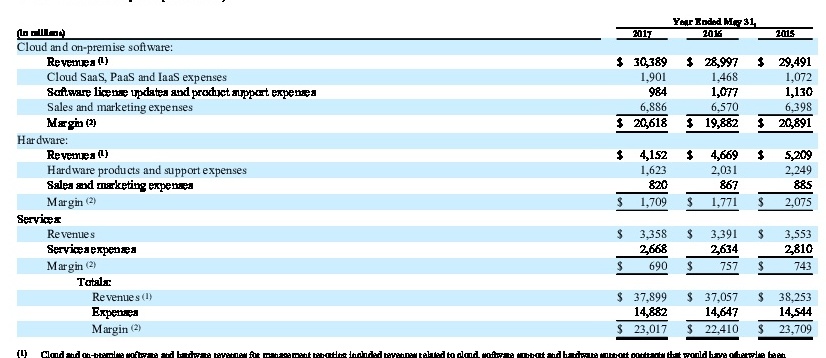 Year Ended May 31,
(in millions) 2017 2016 2015
Cloud and on-premise software:
Revenues (1) $ 30,389 $ 28,997 $ 29,491
Cloud SaaS, PaaS and IaaS expenses 1,901 1,468 1,072
Software license updates and product support expenses 984 1,077 1,130
Sales and marketing expenses 6,886 6,570 6,398
Margin (2) $ 20,618 $ 19,882 $ 20,891
Hardware:
Revenues (1) $ 4,152 $ 4,669 $ 5,209
Hardware products and support expenses 1,623 2,031 2,249
Sales and marketing expenses 820 867 885
Margin (2) $ 1,709 $ 1,771 $ 2,075
Services:
Revenues $ 3,358 $ 3,391 $ 3,553
Services expenses 2,668 2,634 2,810
Margin (2) $ 690 $ 757 $ 743
Totals:
Revenues (1) $ 37,899 $ 37,057 $ 38,253
Expenses 14,882 14,647 14,544
Margin (2) $ 23,017 $ 22,410 $ 23,709
(1) Cloud and on-premise software and hardware revenues for management reporting included revenues related to cloud, software support and hardware support contracts that would have otherwise been